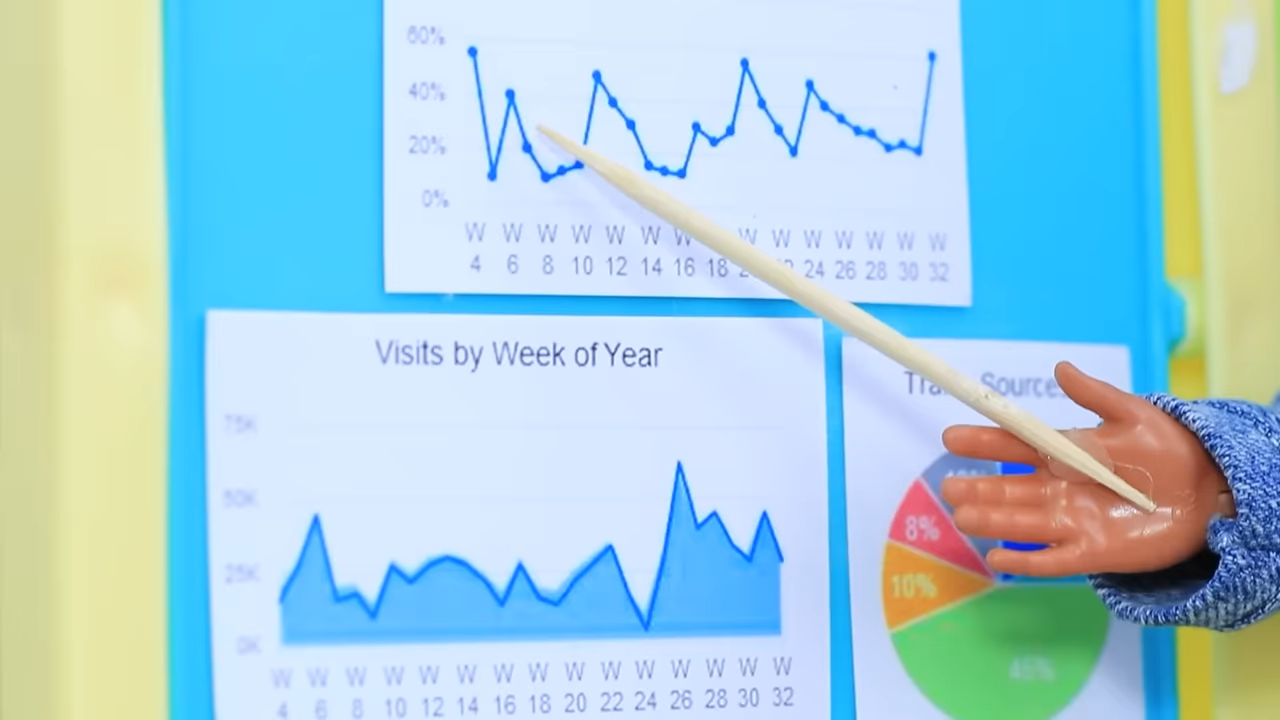 60%
40%
20%
0%
W W W W W W W W W W W W W W W
4 6 8 10 12 14 16 18 24 26 28 30 32
Visits by Week of Year
75K
50K
25K
0K
W W W W W W W W W W W W W W W
4 6 8 10 12 14 16 18 20 22 24 26 28 30 32
8%
10%